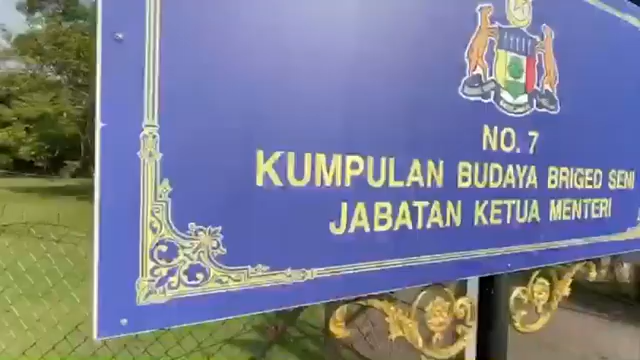 NO. 7
KUMPULAN BUDAYA BRIGED SENI
JABATAN KETUA MENTERI